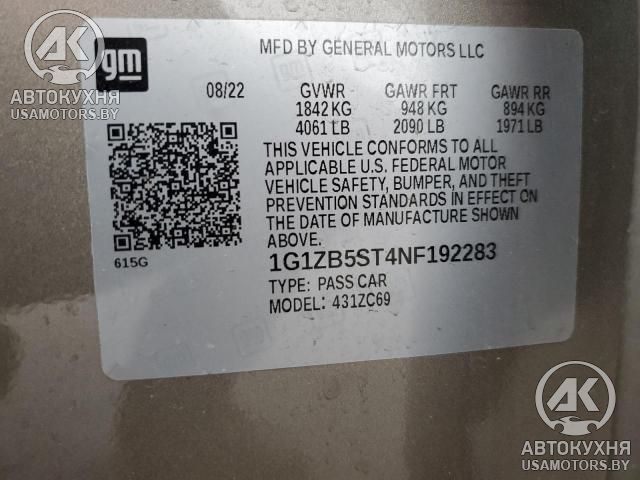 gm
MFD BY GENERAL MOTORS LLC
08/22 GVWR GAWR FRT GAWR RR
1842 KG 948 KG 894 KG
4061 LB 2090 LB 1971 LB
THIS VEHICLE CONFORMS TO ALL
APPLICABLE U.S. FEDERAL MOTOR
VEHICLE SAFETY, BUMPER, AND THEFT
PREVENTION STANDARDS IN EFFECT ON
THE DATE OF MANUFACTURE SHOWN
ABOVE.
615G
1G1ZB5ST4NF192283
TYPE: PASS CAR
MODEL: 431ZC69
АК
АВТОКУХНЯ
USAMOTORS.BY
АК
АВТОКУХНЯ
USAMOTORS.BY